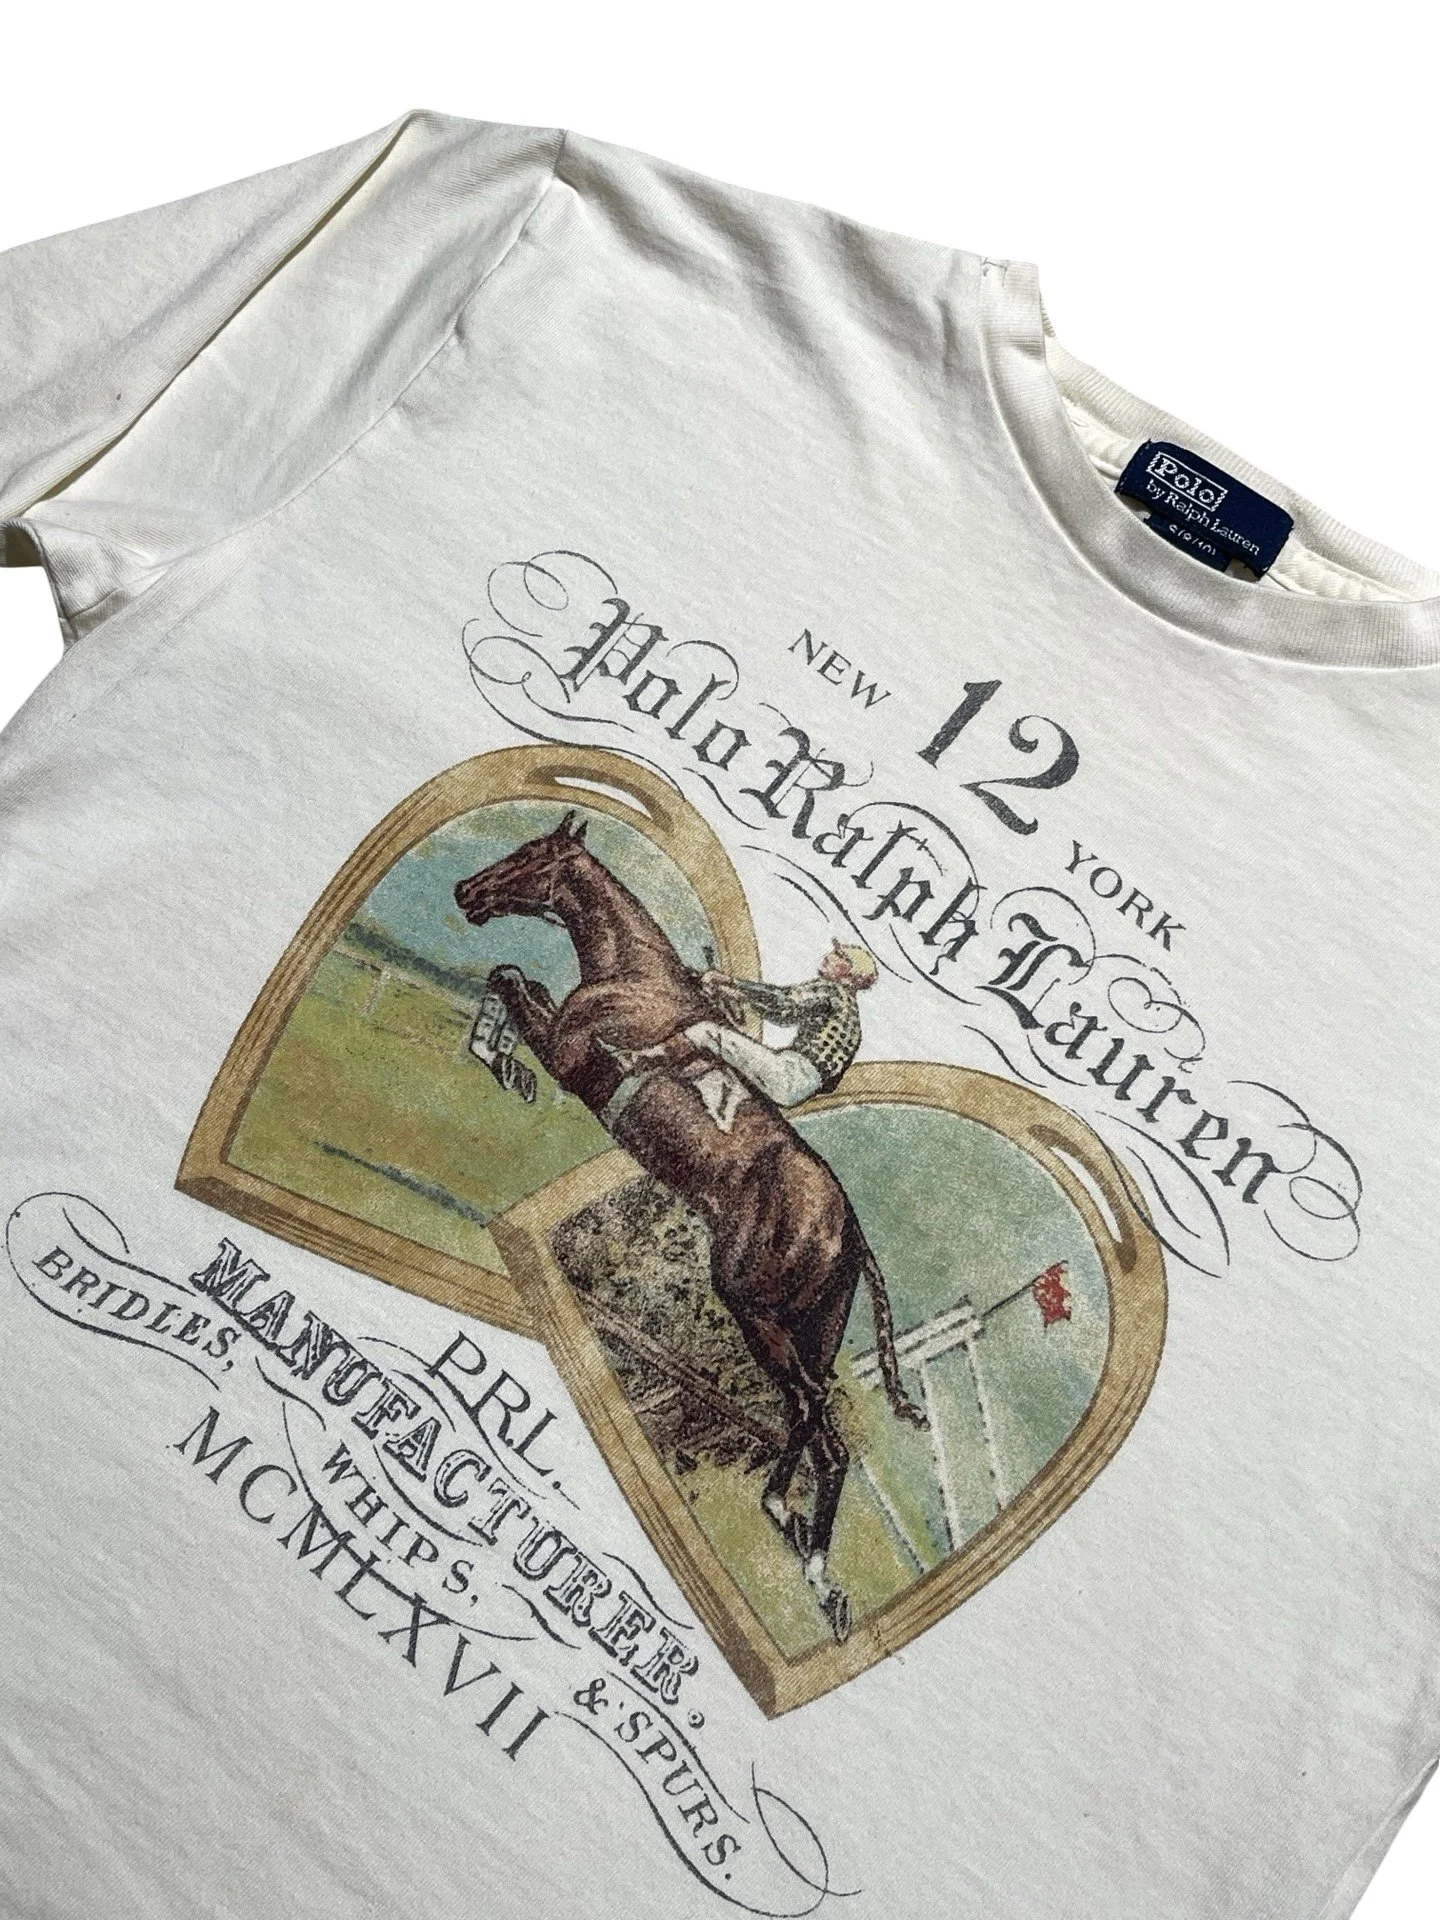 Polo
by Ralph Lauren
NEW 12 YORK
Polo Ralph Lauren
PRL.
MANUFACTURER,
BRIDLES, WHIPS, & SPURS.
MCMLXVII